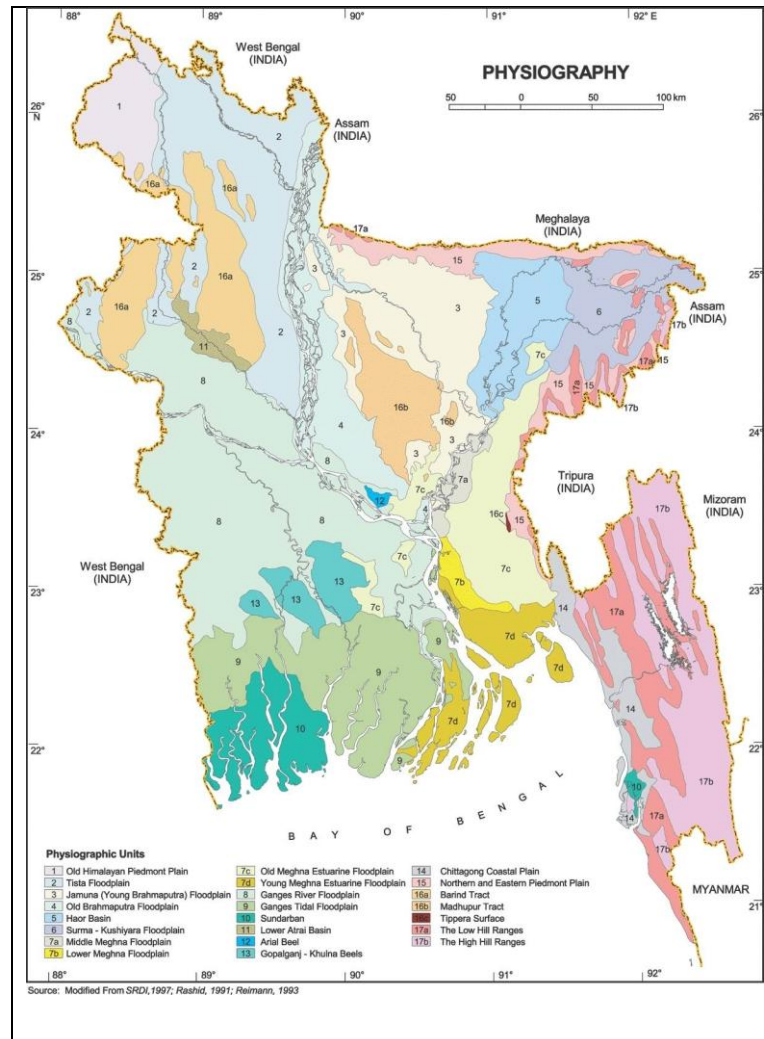 88° 89° 90° 91° 92° E
West Bengal
(INDIA)
PHYSIOGRAPHY
50 0 50 100 km
26°
N
26°
1
2
Assam
(INDIA)
16a
16a
2
17a
Meghalaya
(INDIA)
15
25°
25°
2
16a
3
3
5
6
Assam
(INDIA)
17b
8
2
16a
2
2
3
7c
17a
15
11
8
15
17a
15
17b
16b
24°
24°
4
16b
3
8
3
7a
Tripura
(INDIA)
Mizoram
(INDIA)
7c
12
4
16c
15
17b
8
8
West Bengal
(INDIA)
7c
7b
7c
23°
23°
13
13
13
7c
14
17a
7d
9
9
9
7d
7d
7d
14
10
22°
22°
9
17b
10
14
17a
17b
BAY OF BENGAL
MYANMAR
21°
Physiographic Units
1 Old Himalayan Piedmont Plain
2 Tista Floodplain
3 Jamuna (Young Brahmaputra) Floodplain
4 Old Brahmaputra Floodplain
5 Haor Basin
6 Surma - Kushiyara Floodplain
7a Middle Meghna Floodplain
7b Lower Meghna Floodplain
7c Old Meghna Estuarine Floodplain
7d Young Meghna Estuarine Floodplain
8 Ganges River Floodplain
9 Ganges Tidal Floodplain
10 Sundarban
11 Lower Atrai Basin
12 Arial Beel
13 Gopalganj - Khulna Beels
14 Chittagong Coastal Plain
15 Northern and Eastern Piedmont Plain
16a Barind Tract
16b Madhupur Tract
16c Tippera Surface
17a The Low Hill Ranges
17b The High Hill Ranges
88° 89° 90° 91° 92°
Source: Modified From SRDI,1997; Rashid, 1991; Reimann, 1993